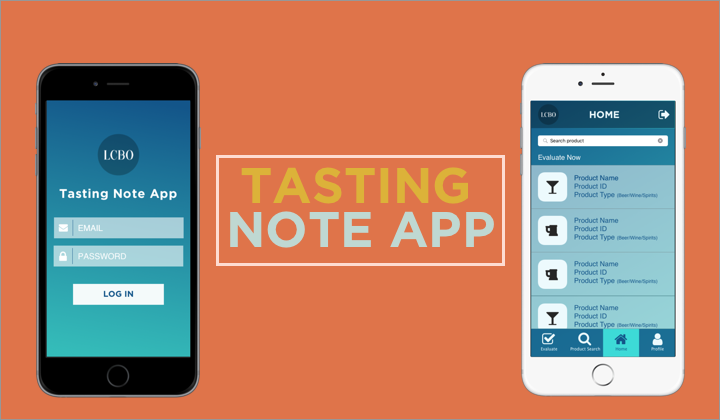 LCBO
Tasting Note App
EMAIL
PASSWORD
LOG IN
TASTING
NOTE APP
LCBO
HOME
Search product
Evaluate Now
Product Name
Product ID
Product Type (Beer/Wine/Spirits)
Product Name
Product ID
Product Type (Beer/Wine/Spirits)
Product Name
Product ID
Product Type (Beer/Wine/Spirits)
Product Name
Product ID
Product Type (Beer/Wine/Spirits)
Evaluate Product Search Home Profile